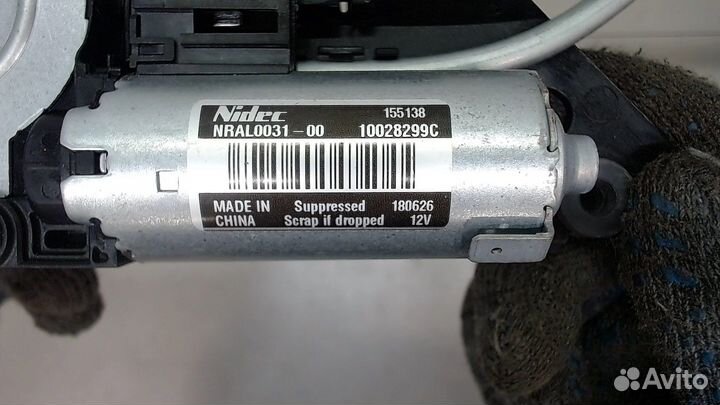 Nidec 155138
NRAL0031-00 10028299C
MADE IN Suppressed 180626
CHINA Scrap if dropped 12V
Avito